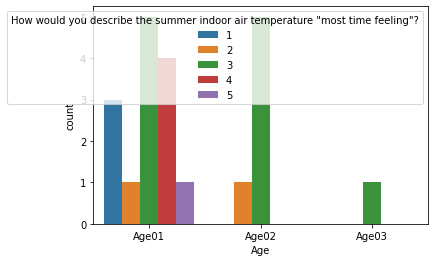 How would you describe the summer indoor air temperature "most time feeling"?
1
2
3
4
5
4
3
2
1
0
count
Age01
Age02
Age03
Age